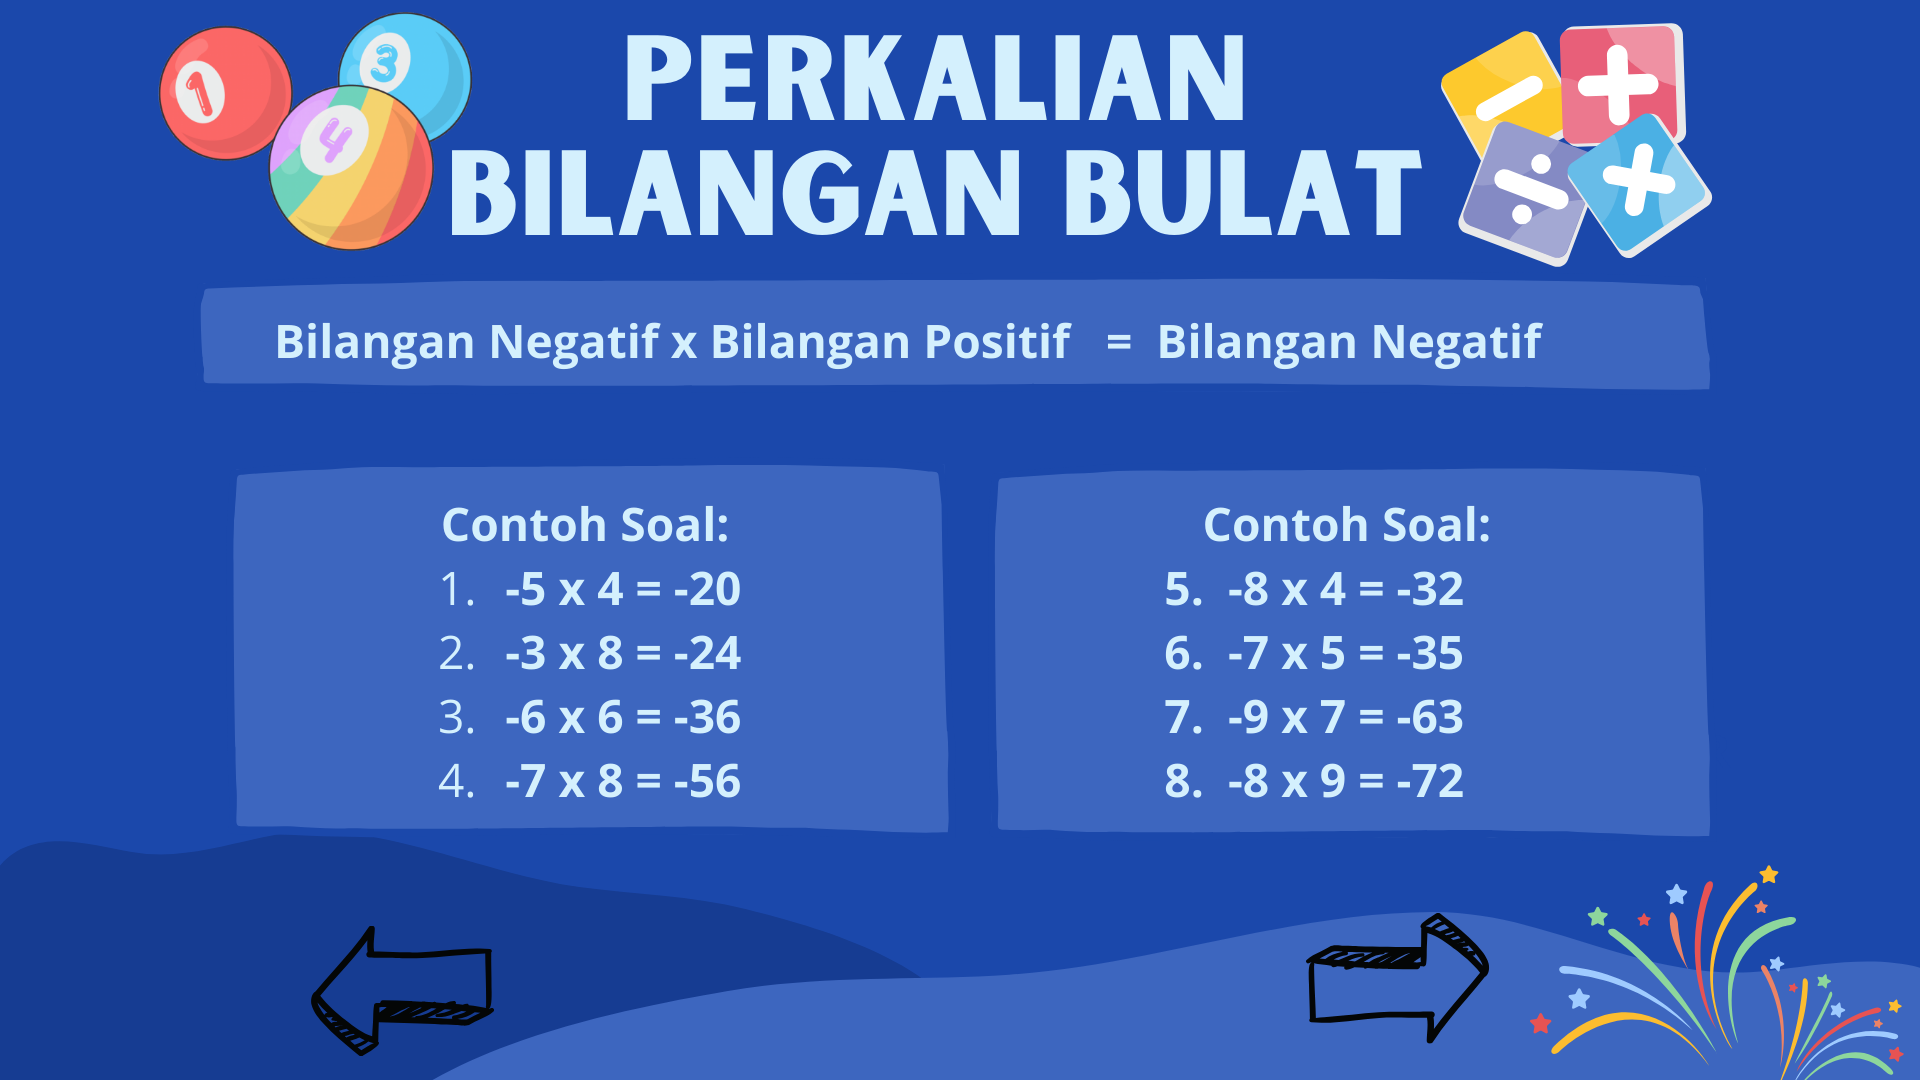 1
3
4
PERKALIAN
BILANGAN BULAT
Bilangan Negatif x Bilangan Positif = Bilangan Negatif
Contoh Soal:
1. -5 x 4 = -20
2. -3 x 8 = -24
3. -6 x 6 = -36
4. -7 x 8 = -56
Contoh Soal:
5. -8 x 4 = -32
6. -7 x 5 = -35
7. -9 x 7 = -63
8. -8 x 9 = -72